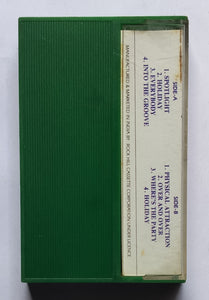 SIDE-A
1. SPOTLIGHT
2. HOLIDAY
3. EVERYBODY
4. INTO THE GROOVE
SIDE-B
1. PHYSICAL ATTRACTION
2. OVER AND OVER
3. WHERE'S THE PARTY
4. HOLIDAY
MANUFACTURED & MARKETED IN INDIA BY ROCK HILL CASSETTE CORPORATION UNDER LICENCE